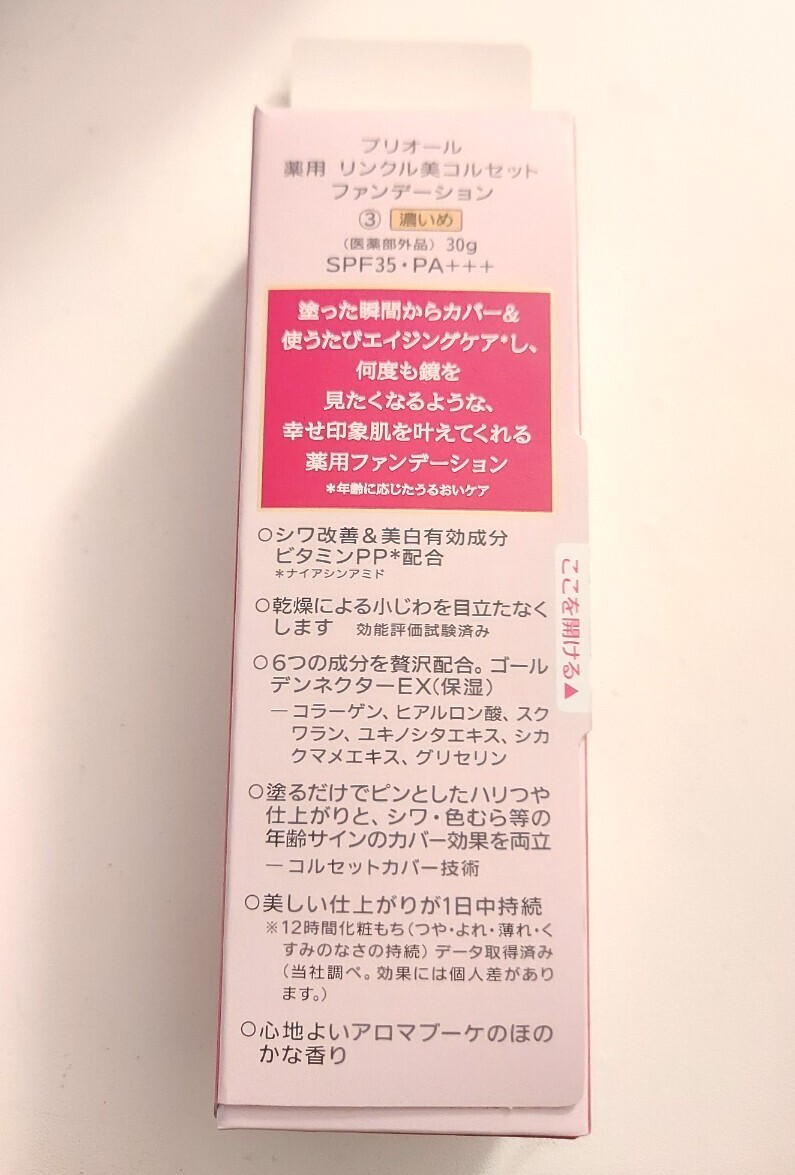 プリオール
薬用 リンクル美コルセット
ファンデーション
③ 濃いめ
（医薬部外品） 30g
SPF35・PA+++
塗った瞬間からカバー＆
使うたびエイジングケア*し、
何度も鏡を
見たくなるような、
幸せ印象肌を叶えてくれる
薬用ファンデーション
*年齢に応じたうるおいケア
○シワ改善＆美白有効成分
ビタミンPP*配合
*ナイアシンアミド
○乾燥による小じわを目立たなく
します 効能評価試験済み
○6つの成分を贅沢配合。ゴール
デンネクターEX(保湿)
―コラーゲン、ヒアルロン酸、スク
ワラン、ユキノシタエキス、シカ
クマメエキス、グリセリン
○塗るだけでピンとしたハリつや
仕上がりと、シワ・色むら等の
年齢サインのカバー効果を両立
―コルセットカバー技術
○美しい仕上がりが1日中持続
※12時間化粧もち（つや・よれ・薄れ・く
すみのなさの持続）データ取得済み
（当社調べ。効果には個人差があり
ます。）
○心地よいアロマブーケのほの
かな香り
ここを開ける▲